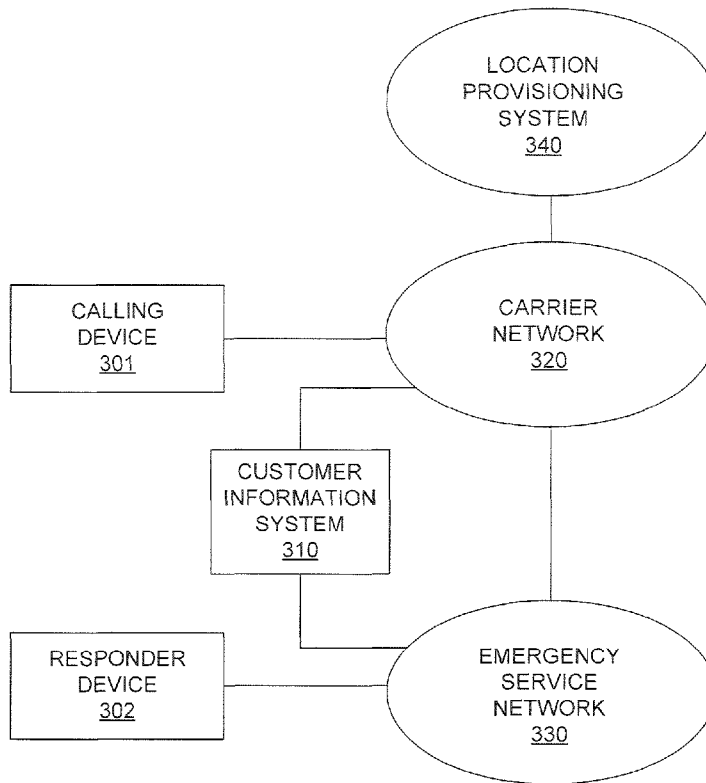 LOCATION
PROVISIONING
SYSTEM
340
CALLING
DEVICE
301
CARRIER
NETWORK
320
CUSTOMER
INFORMATION
SYSTEM
310
RESPONDER
DEVICE
302
EMERGENCY
SERVICE
NETWORK
330